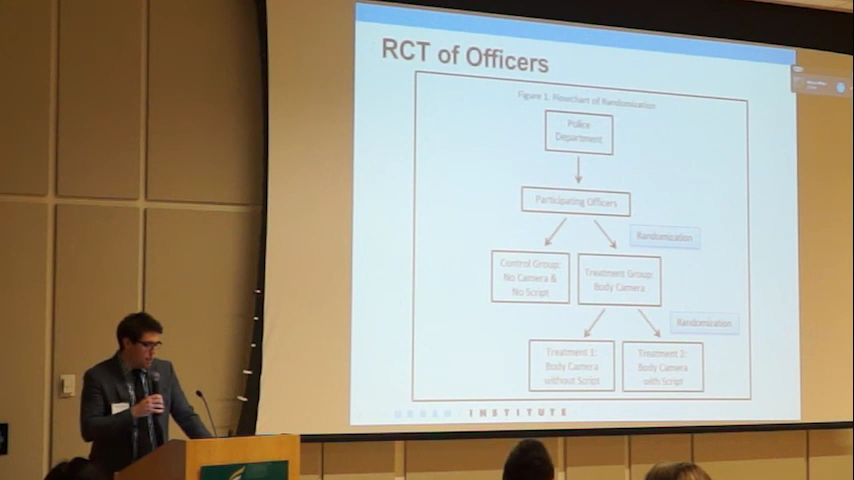 RCT of Officers
Figure 1. Flowchart of Randomization
Police
Department
Participating Officers
Randomization
Control Group:
No Camera &
No Script
Treatment Group:
Body Camera
Randomization
Treatment 1:
Body Camera
without Script
Treatment 2:
Body Camera
with Script
URBAN INSTITUTE